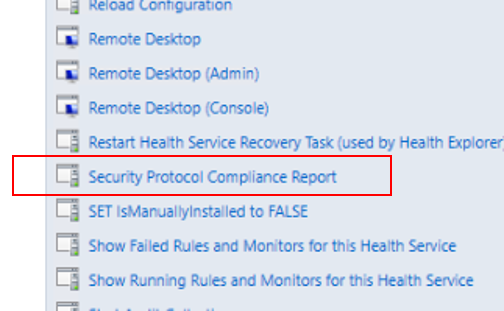 Reload Configuration
Remote Desktop
Remote Desktop (Admin)
Remote Desktop (Console)
Restart Health Service Recovery Task (used by Health Explorer
Security Protocol Compliance Report
SET IsManuallyInstalled to FALSE
Show Failed Rules and Monitors for this Health Service
Show Running Rules and Monitors for this Health Service